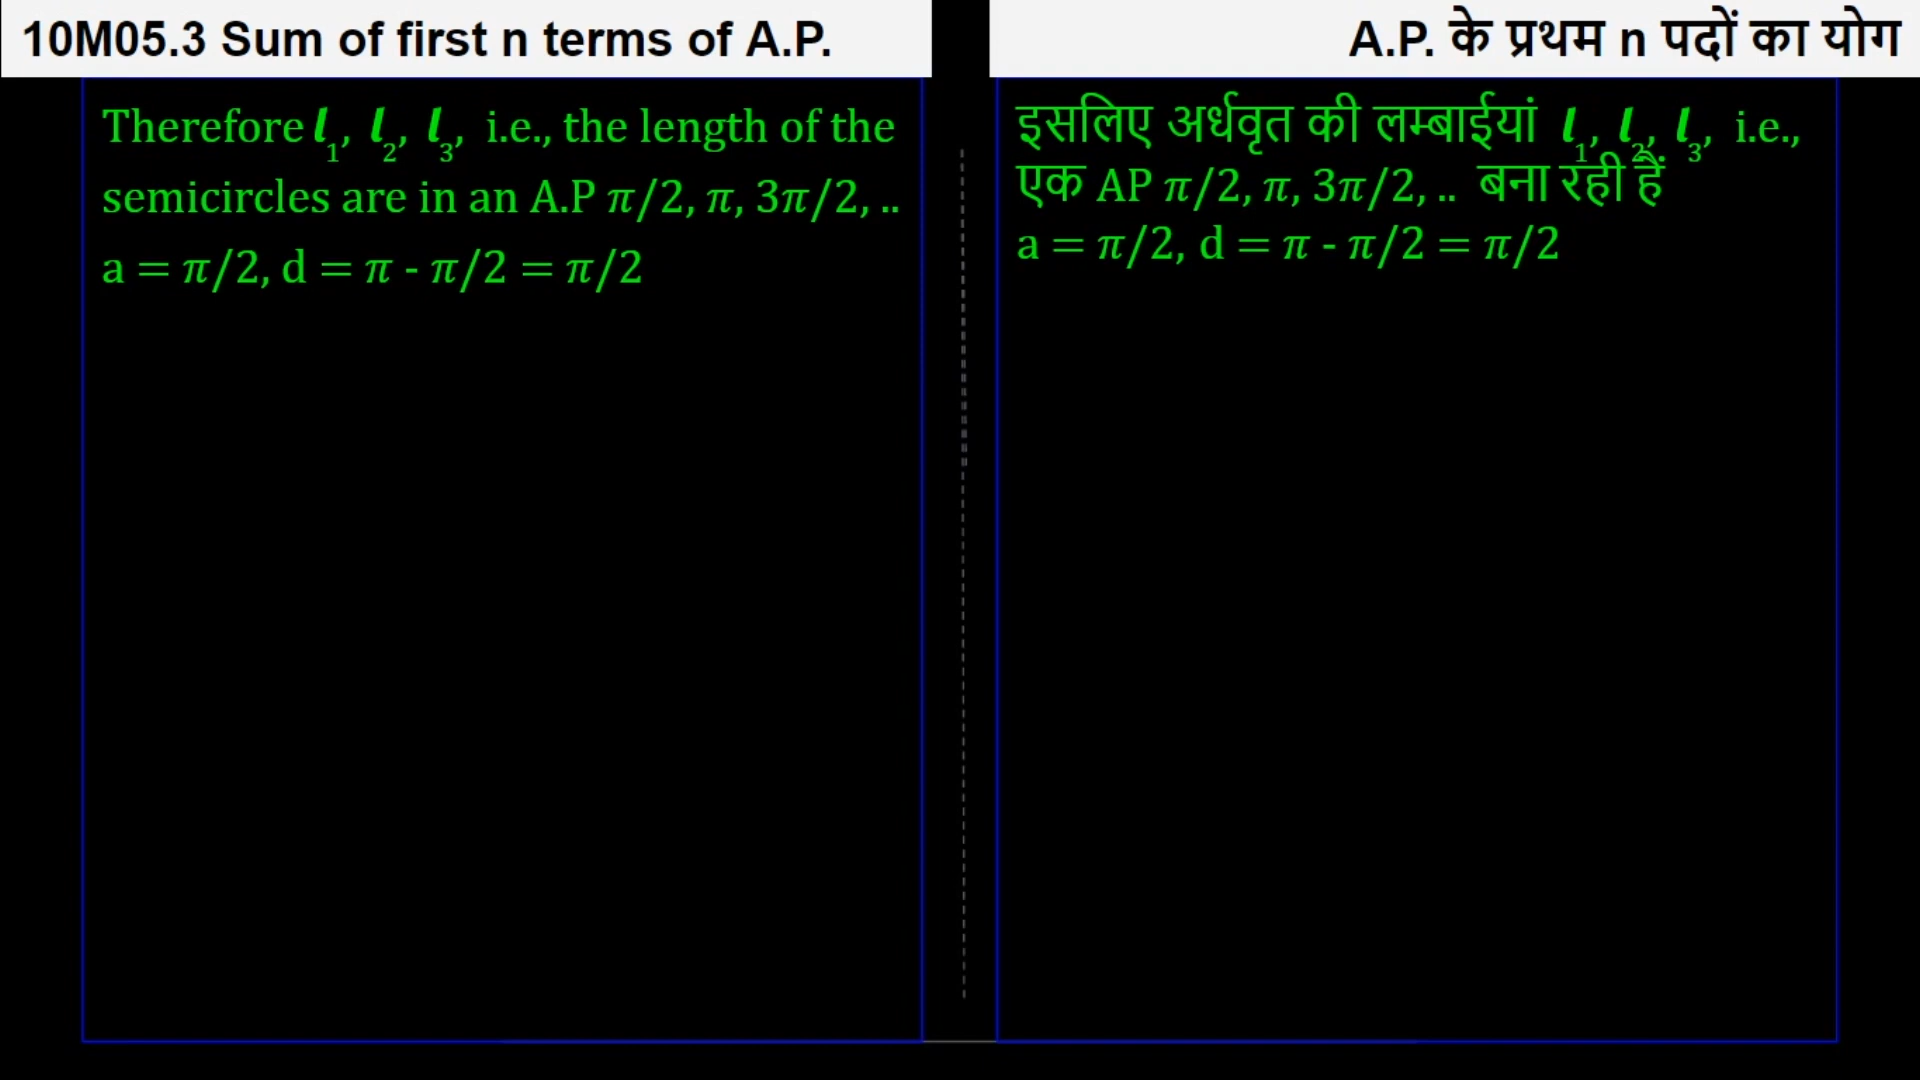 10M05.3 Sum of first n terms of A.P.
Therefore l₁, l₂, l₃, i.e., the length of the
semicircles are in an A.P π/2, π, 3π/2, ..
a = π/2, d = π - π/2 = π/2
A.P. के प्रथम n पदों का योग
इसलिए अर्धवृत की लम्बाईयां l₁, l₂, l₃, i.e.,
एक AP π/2, π, 3π/2, .. बना रही हैं
a = π/2, d = π - π/2 = π/2